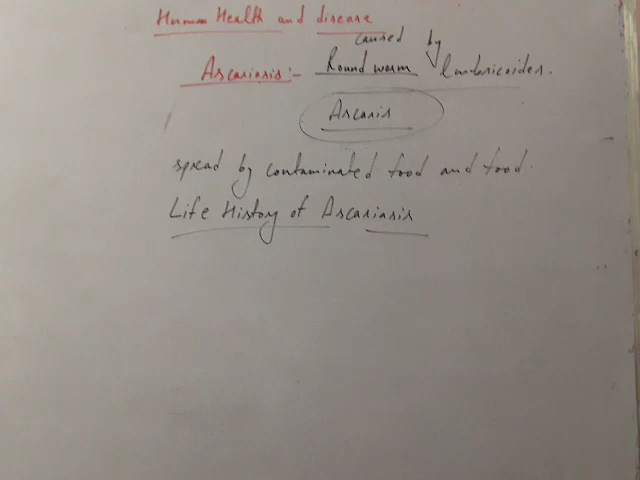 Human Health and disease
caused by
Ascariasis:- Round worm lumbricoides.
Ascaris
spread by contaminated food and food.
Life History of Ascariasis